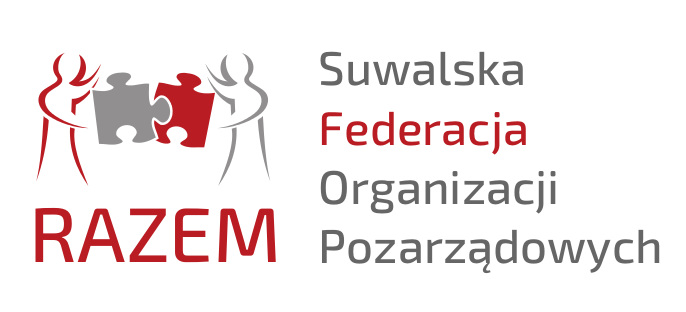 RAZEM
Suwalska
Federacja
Organizacji
Pozarządowych